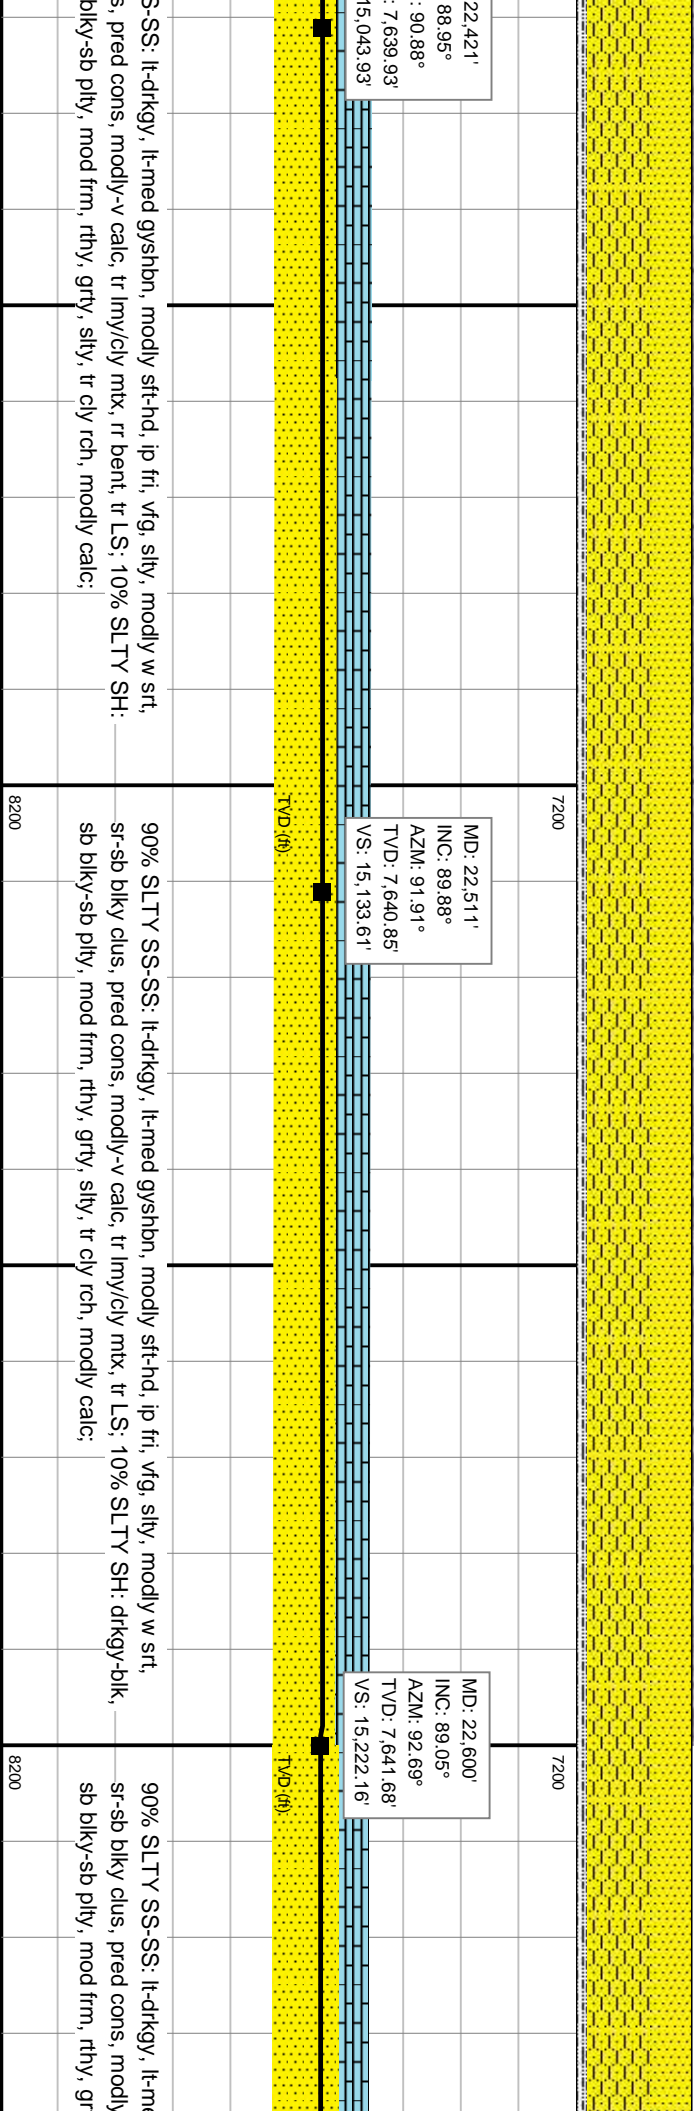 22,421'
88.95°
: 90.88°
: 7,639.93'
15,043.93'
S-SS: lt-drkgy, lt-med gyshbn, modly sft-hd, ip fri, vfg, slty, modly w srt,
s, pred cons, modly-v calc, tr lmy/cly mtx, rr bent, tr LS; 10% SLTY SH:
blky-sb plty, mod frm, rthy, grty, slty, tr cly rch, modly calc;
7200
TVD (ft)
8200
MD: 22,511'
INC: 89.88°
AZM: 91.91°
TVD: 7,640.85'
VS: 15,133.61'
90% SLTY SS-SS: lt-drkgy, lt-med gyshbn, modly sft-hd, ip fri, vfg, slty, modly w srt,
sr-sb blky clus, pred cons, modly-v calc, tr lmy/cly mtx, tr LS; 10% SLTY SH: drkgy-blk,
sb blky-sb plty, mod frm, rthy, grty, slty, tr cly rch, modly calc;
MD: 22,600'
INC: 89.05°
AZM: 92.69°
TVD: 7,641.68'
VS: 15,222.16'
7200
TVD (ft)
8200
90% SLTY SS-SS: lt-drkgy, lt-me
sr-sb blky clus, pred cons, modly
sb blky-sb plty, mod frm, rthy, gr